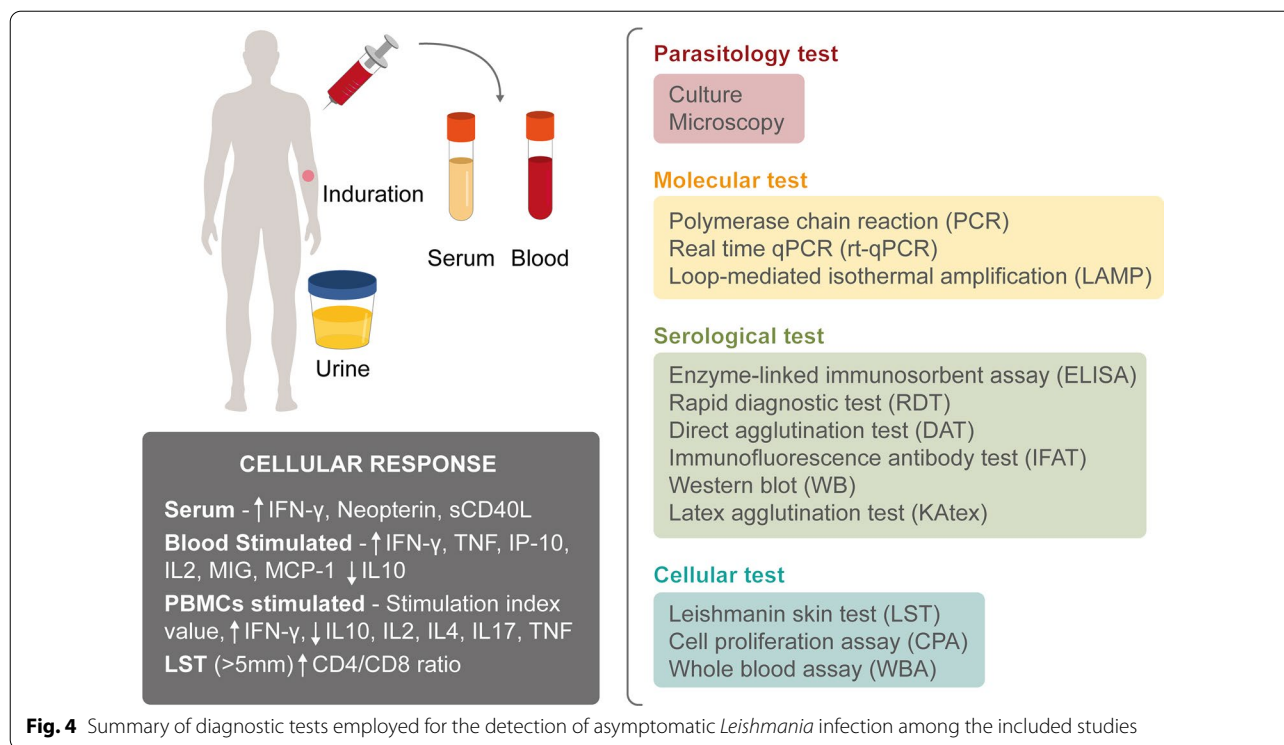 Induration
Serum
Blood
Urine
CELLULAR RESPONSE
Serum - ↑IFN-γ, Neopterin, sCD40L
Blood Stimulated - ↑IFN-γ, TNF, IP-10,
IL2, MIG, MCP-1 ↓IL10
PBMCs stimulated - Stimulation index
value, ↑IFN-γ, ↓IL10, IL2, IL4, IL17, TNF
LST (>5mm) ↑CD4/CD8 ratio
Parasitology test
Culture
Microscopy
Molecular test
Polymerase chain reaction (PCR)
Real time qPCR (rt-qPCR)
Loop-mediated isothermal amplification (LAMP)
Serological test
Enzyme-linked immunosorbent assay (ELISA)
Rapid diagnostic test (RDT)
Direct agglutination test (DAT)
Immunofluorescence antibody test (IFAT)
Western blot (WB)
Latex agglutination test (KAtex)
Cellular test
Leishmanin skin test (LST)
Cell proliferation assay (CPA)
Whole blood assay (WBA)
Fig. 4 Summary of diagnostic tests employed for the detection of asymptomatic Leishmania infection among the included studies